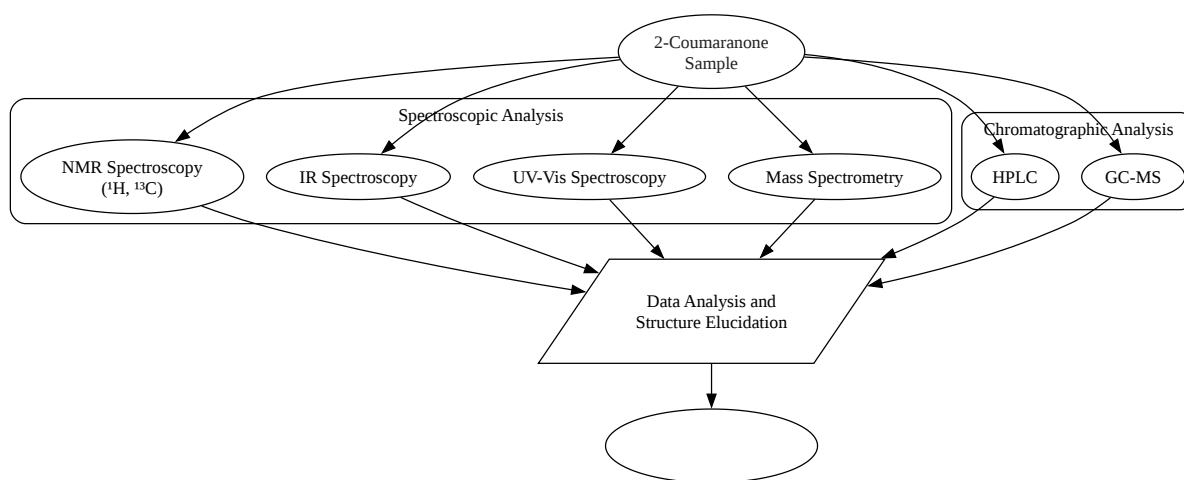 2-Coumaranone
Sample
Spectroscopic Analysis
Chromatographic Analysis
NMR Spectroscopy
(¹H, ¹³C)
IR Spectroscopy
UV-Vis Spectroscopy
Mass Spectrometry
HPLC
GC-MS
Data Analysis and
Structure Elucidation